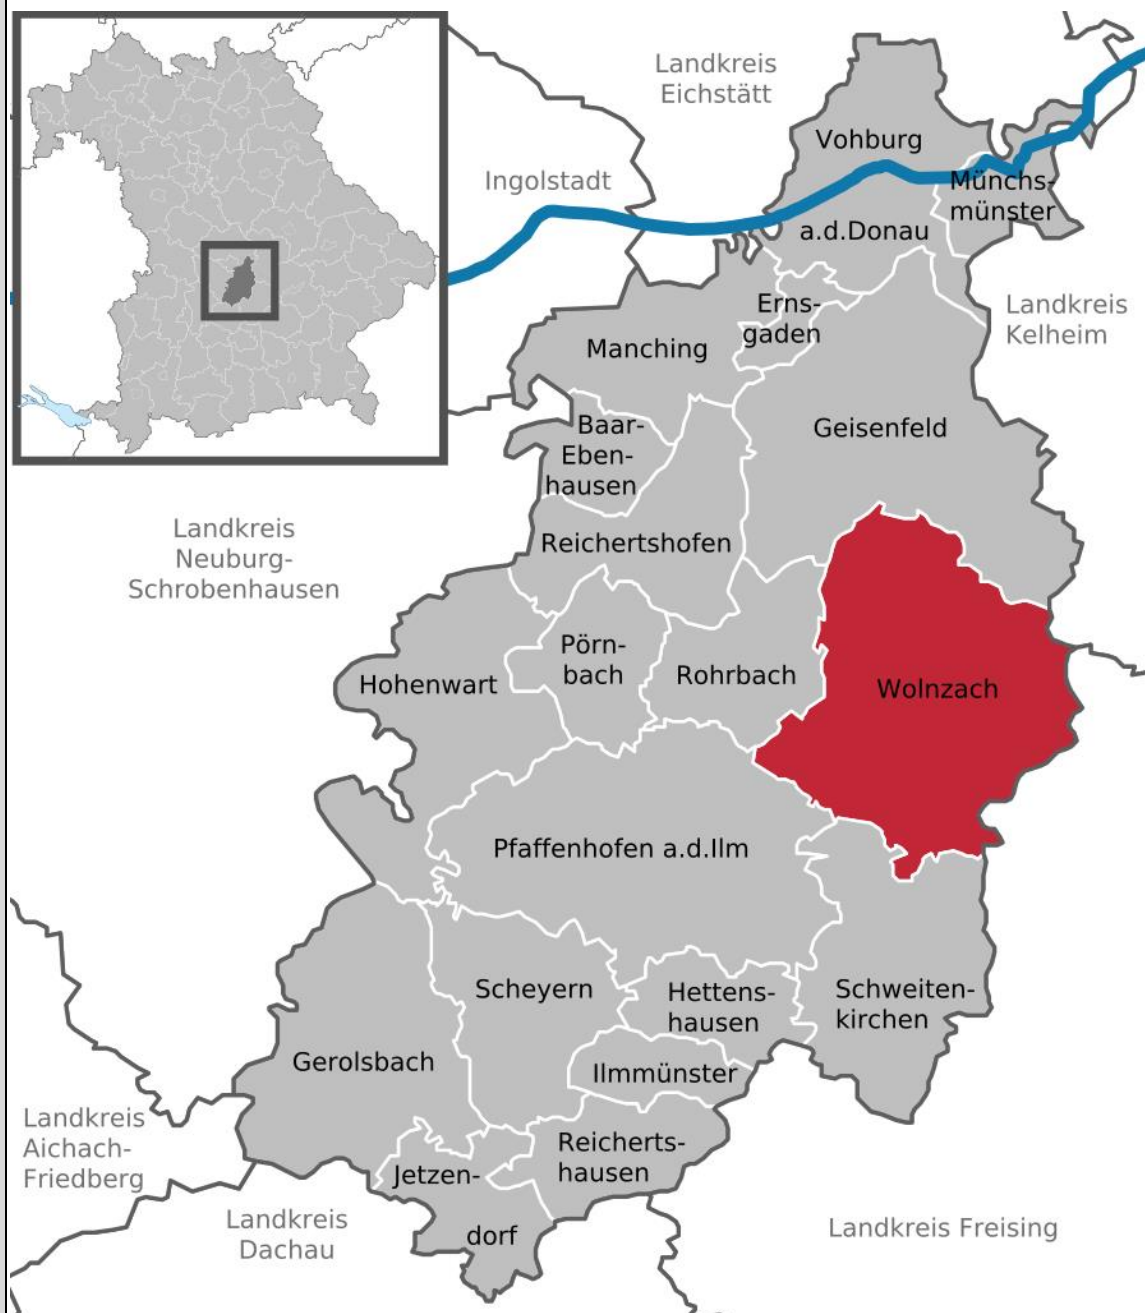 Landkreis
Eichstätt
Vohburg
Ingolstadt
Münchs-
münster
a.d.Donau
Landkreis
Kelheim
Erns-
gaden
Manching
Baar-
Eben-
hausen
Geisenfeld
Landkreis
Neuburg-
Schrobenhausen
Reichertshofen
Pörn-
bach
Hohenwart
Rohrbach
Wolnzach
Pfaffenhofen a.d.Ilm
Scheyern
Hettens-
hausen
Schweiten-
kirchen
Gerolsbach
Ilmmünster
Landkreis
Aichach-
Friedberg
Reicherts-
hausen
Jetzen-
dorf
Landkreis
Dachau
Landkreis Freising